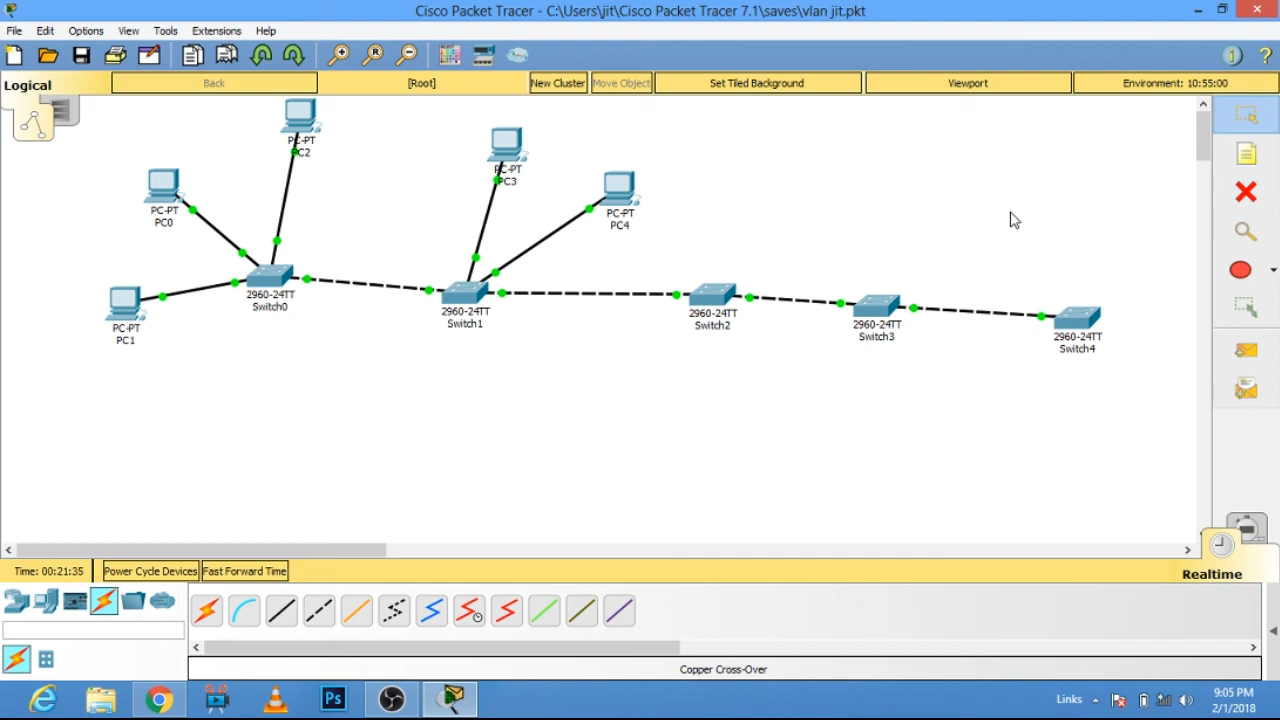 Cisco Packet Tracer - C:\Users\jit\Cisco Packet Tracer 7.1\saves\vlan jit.pkt
File Edit Options View Tools Extensions Help
Logical Back [Root] New Cluster Move Object Set Tiled Background Viewport Environment: 10:55:00
PC-PT
PC2
PC-PT
PC3
PC-PT
PC0
PC-PT
PC4
2960-24TT
Switch0
2960-24TT
Switch1
2960-24TT
Switch2
2960-24TT
Switch3
2960-24TT
Switch4
PC-PT
PC1
Time: 00:21:35 Power Cycle Devices Fast Forward Time
Realtime
Copper Cross-Over
Ps
Links
9:05 PM
2/1/2018